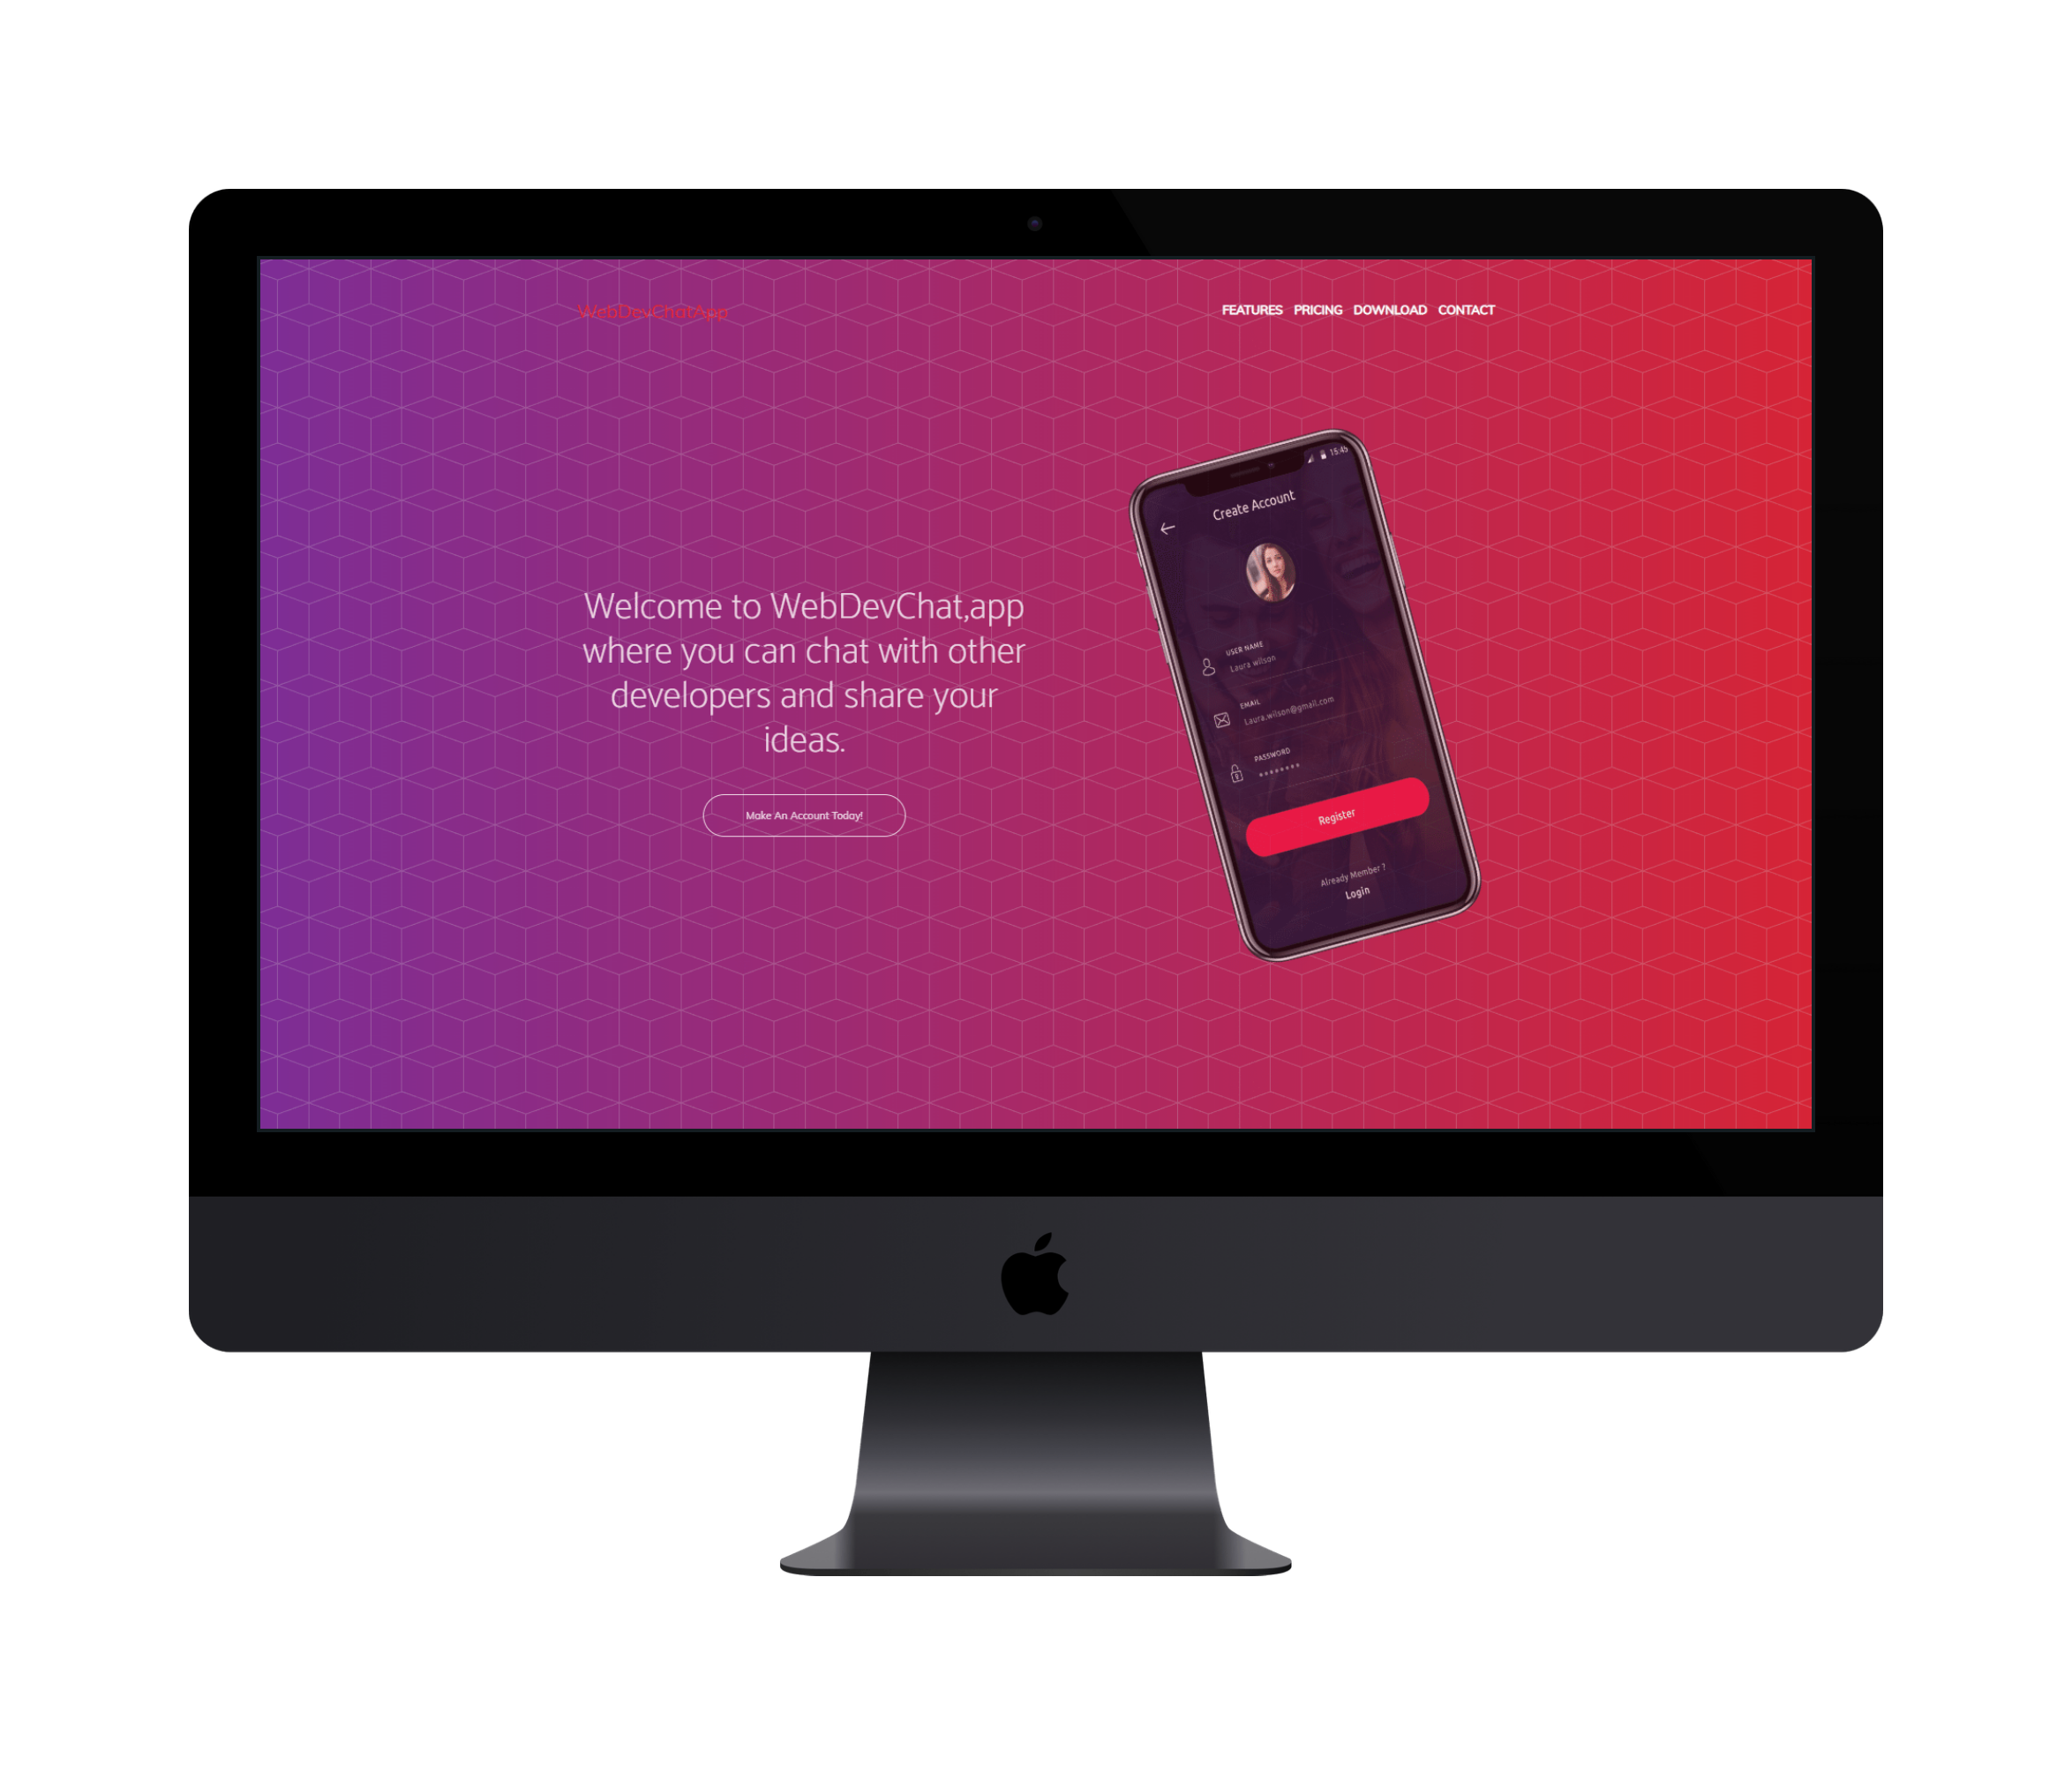 WebDevChatApp
FEATURES PRICING DOWNLOAD CONTACT
Welcome to WebDevChat,app
where you can chat with other
developers and share your
ideas.
Make An Account Today!
15:45
Create Account
USER NAME
Laura wilson
EMAIL
Laura.wilson@gmail.com
PASSWORD
********
Register
Already Member ?
Login